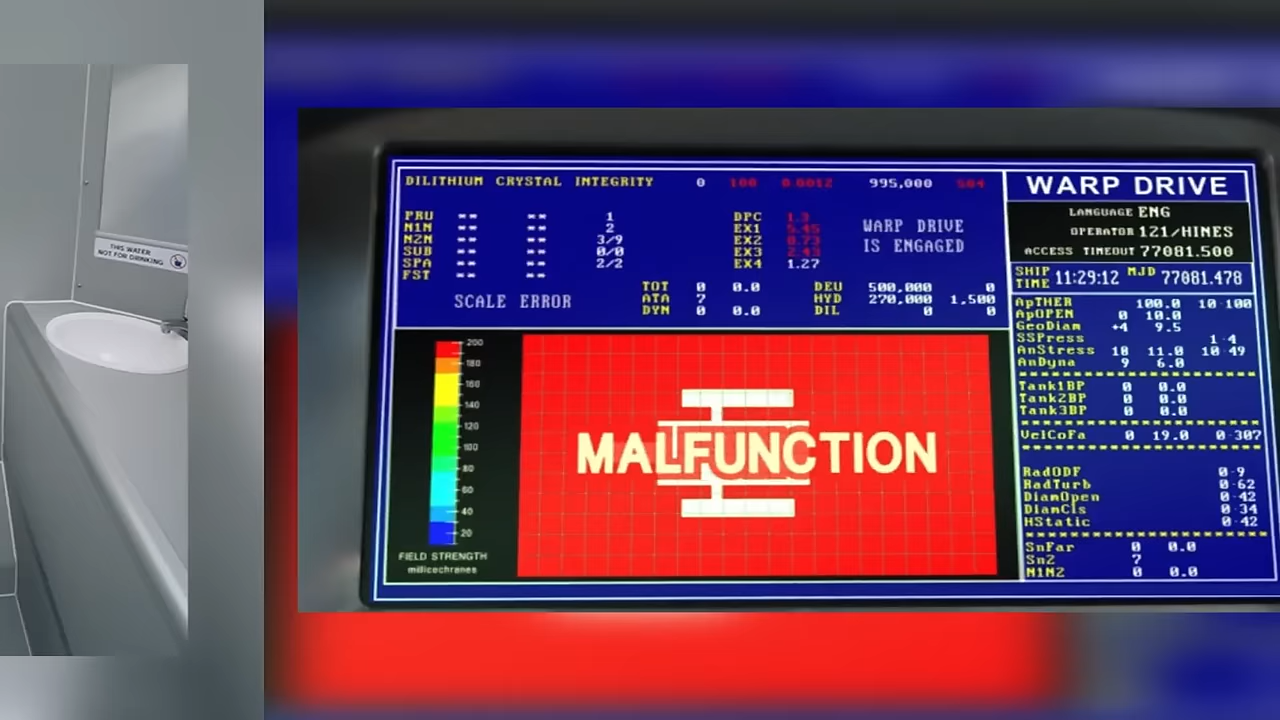 THIS WATER
NOT FOR DRINKING
DILITHIUM CRYSTAL INTEGRITY 0 100 0.0012 995,000 504
WARP DRIVE
LANGUAGE ENG
OPERATOR 121/HINES
ACCESS TIMEOUT 77081.500
SHIP TIME 11:29:12 MJD 77081.478
PRU -- -- 1
N1N -- -- 2
N2N -- -- 3/9
SUB -- -- 0/0
SPA -- -- 2/2
FST -- --
SCALE ERROR
DPC 1.3
EX1 5.45
EX2 0.73
EX3 2.43
EX4 1.27
WARP DRIVE
IS ENGAGED
TOT 0 0.0
ATA 7
DYN 0 0.0
DEU 500,000 0
HYD 270,000 1,500
DIL 0 0
200
180
160
140
120
100
80
60
40
20
FIELD STRENGTH
millicochranes
MALFUNCTION
ApTHER 100.0 10-100
ApOPEN 0 10.0
GeoDiam +4 9.5
SSPress 1-4
AnStress 18 11.0 10-49
AnDyna 9 6.0
Tank1BP 0 0.0
Tank2BP 0 0.0
Tank3BP 0 0.0
VelCoFa 0 19.0 0-307
RadODF 0-9
RadTurb 0-62
DiamOpen 0-42
DiamCls 0-34
HStatic 0-42
SnFar 0 0.0
Sn2 7
N1N2 0 0.0